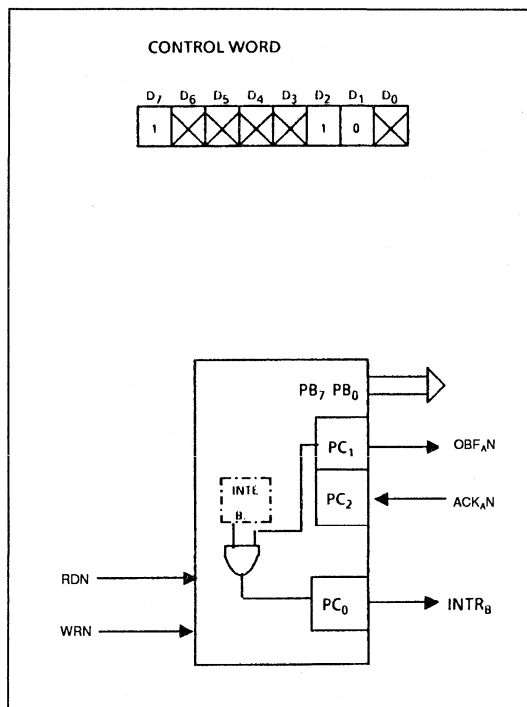 CONTROL WORD
D7 D6 D5 D4 D3 D2 D1 D0
1 1 0
PB7 PB0
PC1 OBFAN
INTE
B.
PC2 ACKAN
RDN
PC0 INTRB
WRN